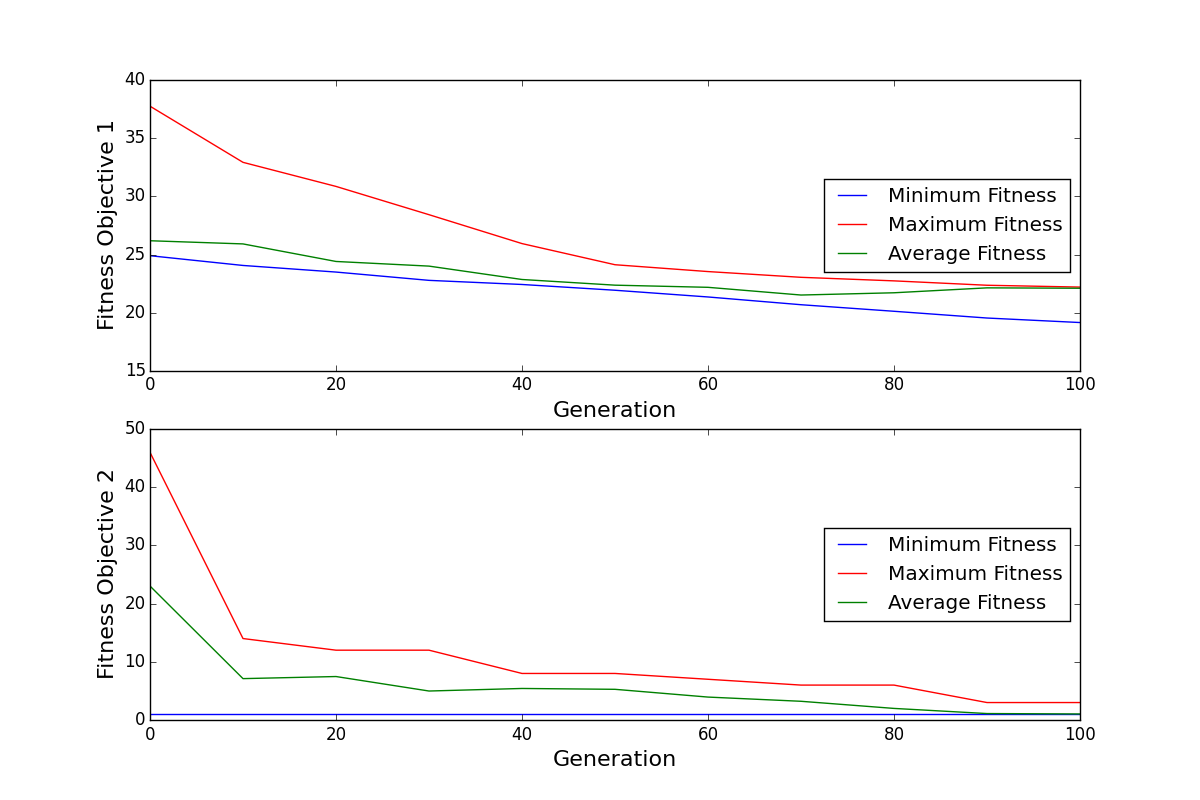 Fitness Objective 1
40
35
30
25
20
15
Minimum Fitness
Maximum Fitness
Average Fitness
0 20 40 60 80 100
Generation
Fitness Objective 2
50
40
30
20
10
0
Minimum Fitness
Maximum Fitness
Average Fitness
0 20 40 60 80 100
Generation